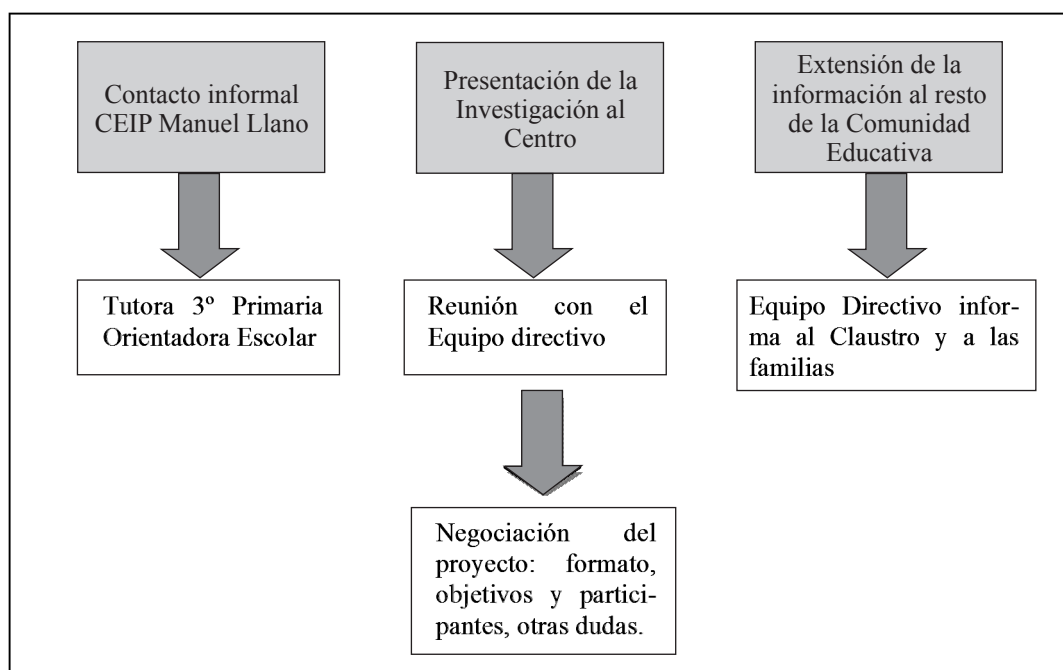 Contacto informal
CEIP Manuel Llano
Presentación de la
Investigación al
Centro
Extensión de la
información al resto
de la Comunidad
Educativa
Tutora 3º Primaria
Orientadora Escolar
Reunión con el
Equipo directivo
Equipo Directivo infor-
ma al Claustro y a las
familias
Negociación del
proyecto: formato,
objetivos y partici-
pantes, otras dudas.